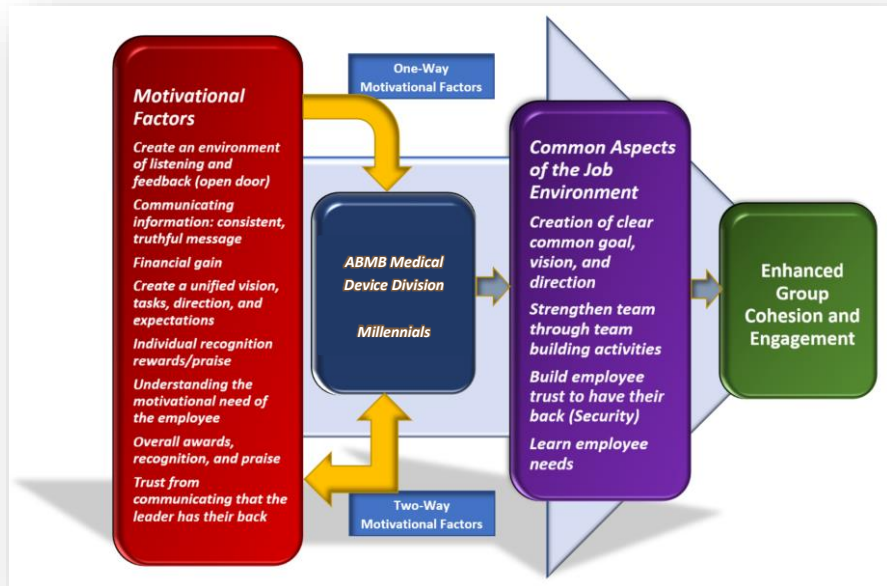 One-Way
Motivational Factors
Motivational
Factors
Create an environment
of listening and
feedback (open door)
Communicating
information: consistent,
truthful message
Financial gain
Create a unified vision,
tasks, direction, and
expectations
Individual recognition
rewards/praise
Understanding the
motivational need of
the employee
Overall awards,
recognition, and praise
Trust from
communicating that the
leader has their back
ABMB Medical
Device Division
Millennials
Two-Way
Motivational Factors
Common Aspects
of the Job
Environment
Creation of clear
common goal,
vision, and
direction
Strengthen team
through team
building activities
Build employee
trust to have their
back (Security)
Learn employee
needs
Enhanced
Group
Cohesion and
Engagement